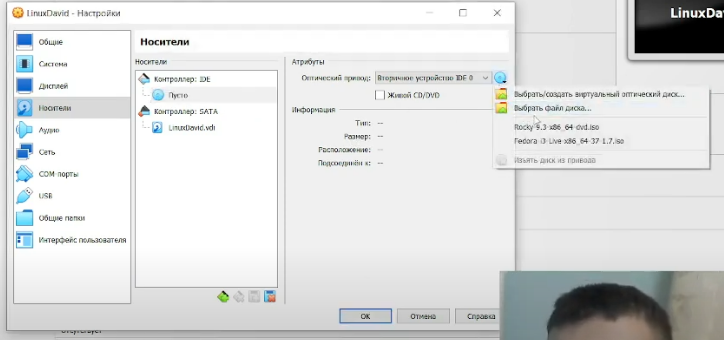 LinuxDavid - Настройки
LinuxDa
Общие
Система
Дисплей
Носители
Аудио
Сеть
COM-порты
USB
Общие папки
Интерфейс пользователя
Носители
Носители
Контроллер: IDE
Пусто
Контроллер: SATA
LinuxDavid.vdi
Атрибуты
Оптический привод: Вторичное устройство IDE 0
Живой CD/DVD
Информация
Тип: --
Размер: --
Расположение: --
Подсоединён к: --
Выбрать/создать виртуальный оптический диск...
Выбрать файл диска...
Rocky-9.3-x86_64-dvd.iso
Fedora-i3-Live-x86_64-37-1.7.iso
Изъять диск из привода
OK
Отмена
Справка